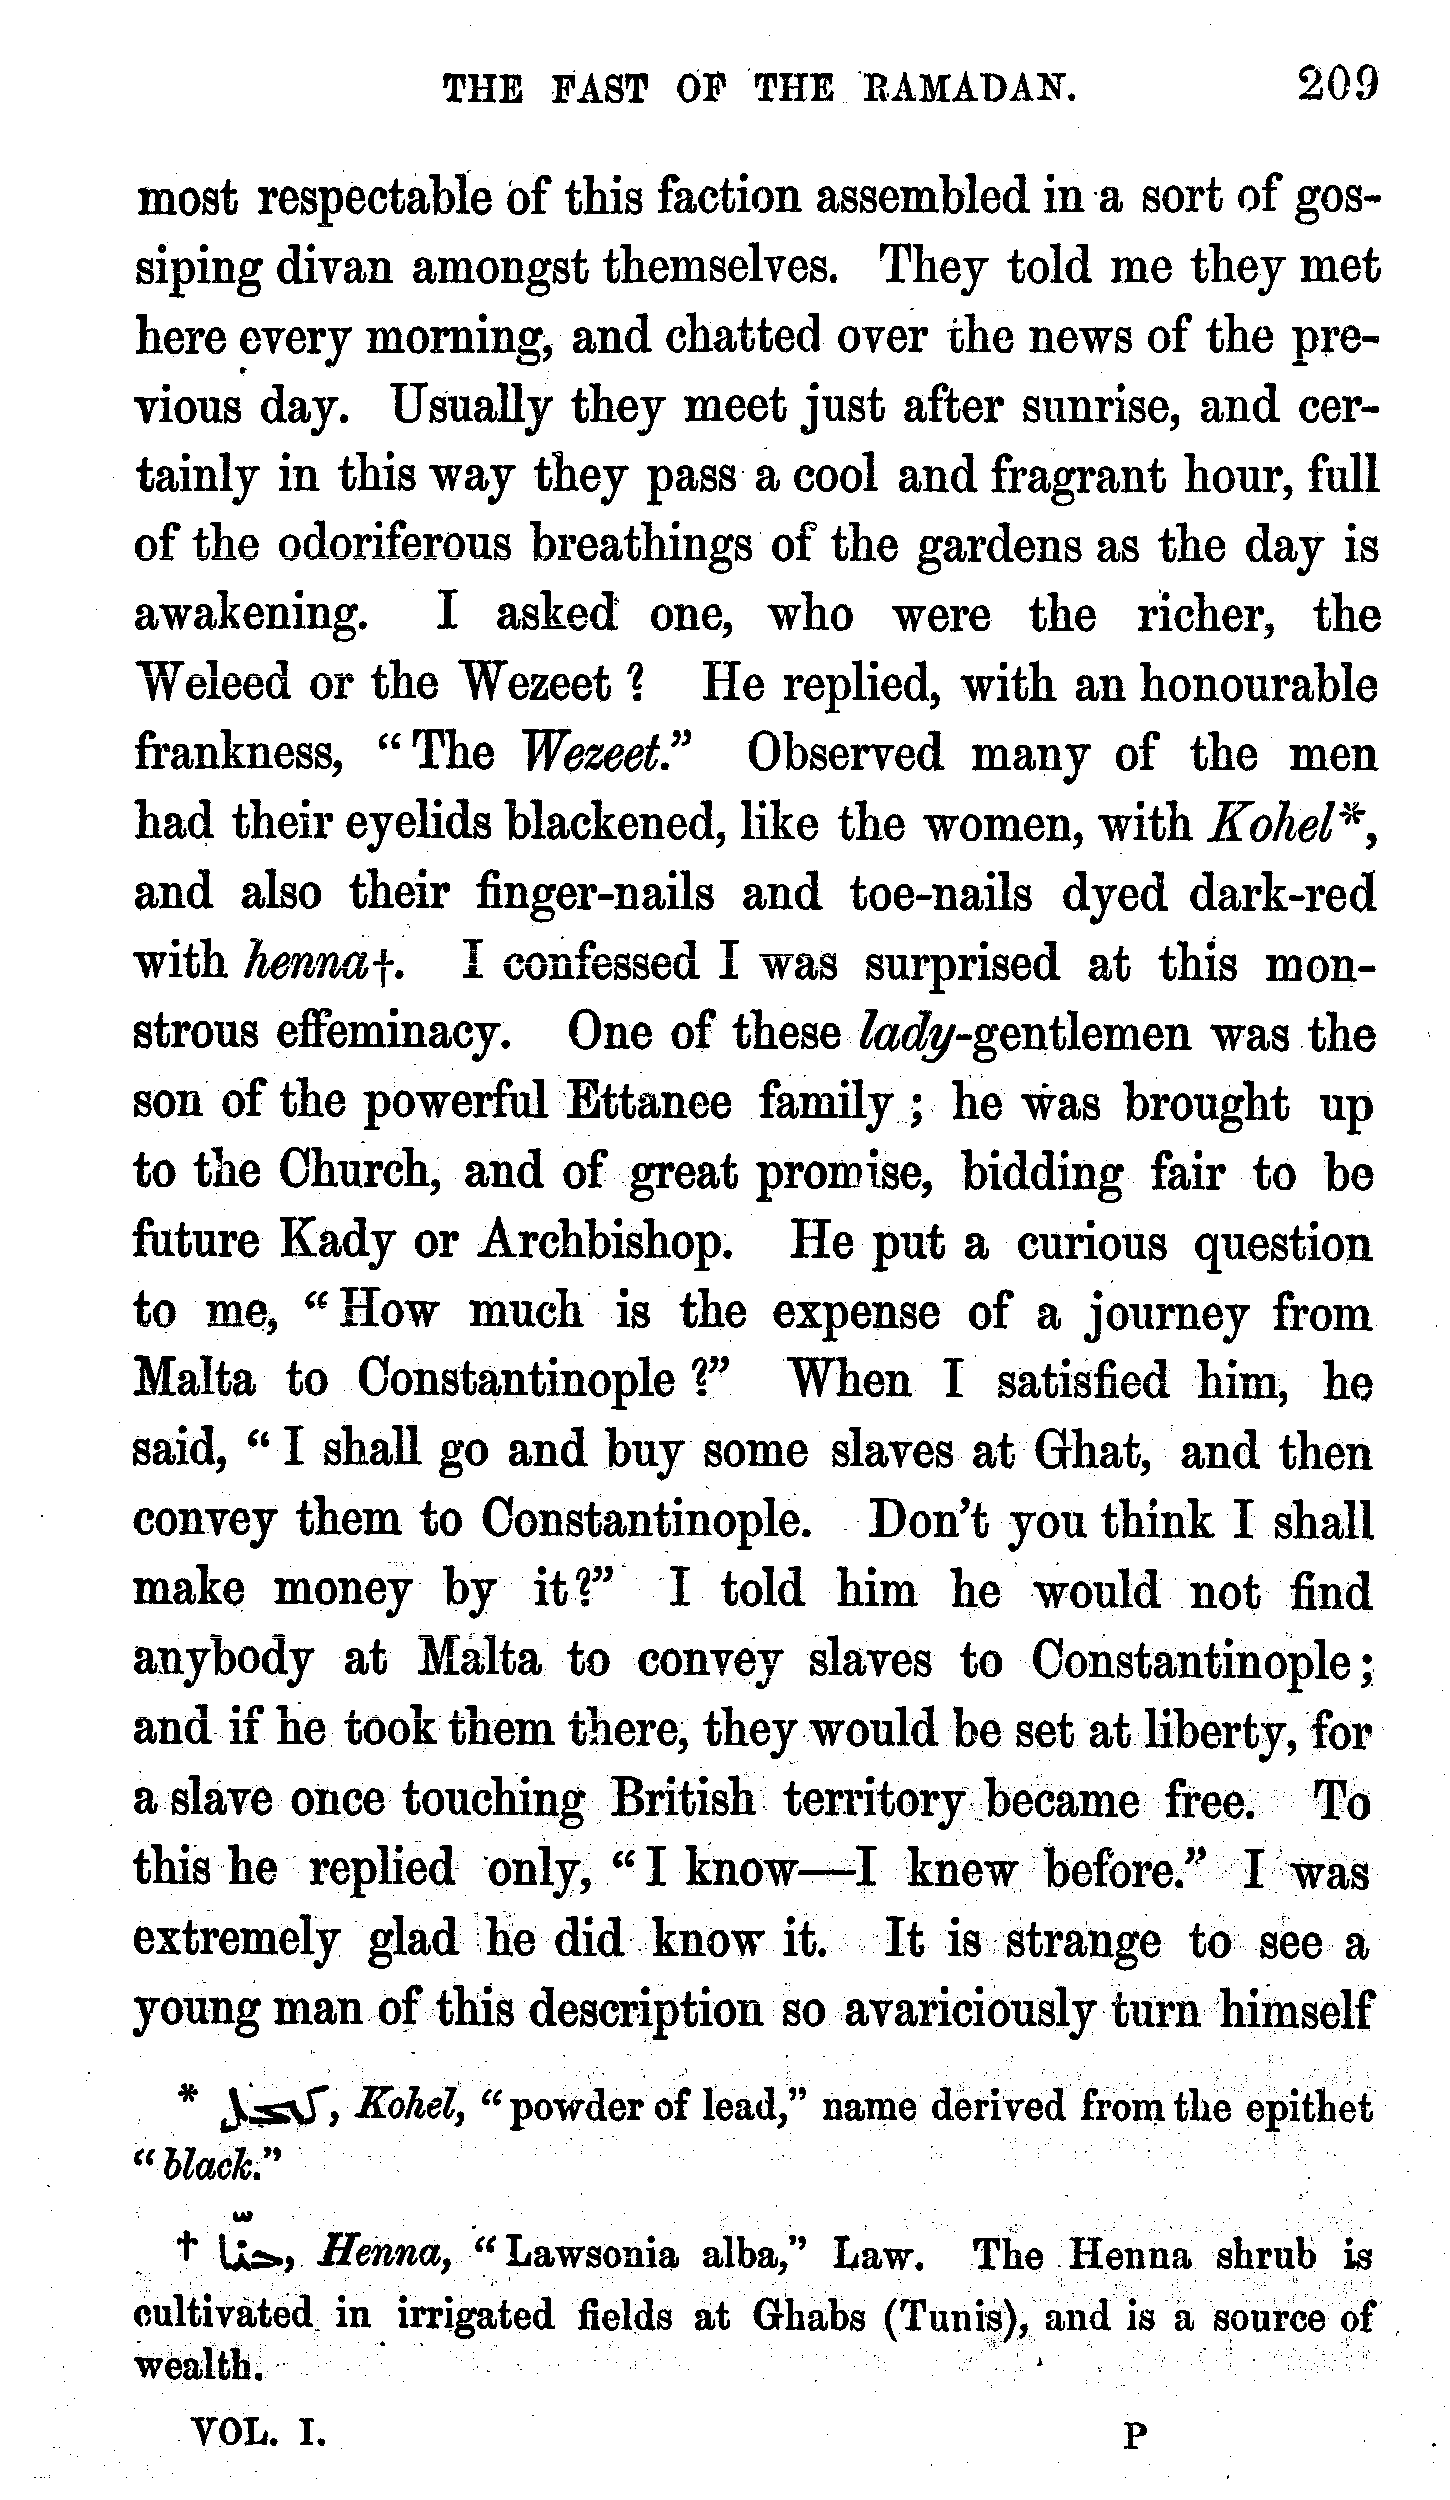 THE FAST OF THE RAMADAN. 209
most respectable of this faction assembled in a sort of gos-
siping divan amongst themselves. They told me they met
here every morning, and chatted over the news of the pre-
vious day. Usually they meet just after sunrise, and cer-
tainly in this way they pass a cool and fragrant hour, full
of the odoriferous breathings of the gardens as the day is
awakening. I asked one, who were the richer, the
Weleed or the Wezeet? He replied, with an honourable
frankness, "The Wezeet." Observed many of the men
had their eyelids blackened, like the women, with Kohel*,
and also their finger-nails and toe-nails dyed dark-red
with henna†. I confessed I was surprised at this mon-
strous effeminacy. One of these lady-gentlemen was the
son of the powerful Ettanee family; he was brought up
to the Church, and of great promise, bidding fair to be
future Kady or Archbishop. He put a curious question
to me, "How much is the expense of a journey from
Malta to Constantinople?" When I satisfied him, he
said, "I shall go and buy some slaves at Ghat, and then
convey them to Constantinople. Don't you think I shall
make money by it?" I told him he would not find
anybody at Malta to convey slaves to Constantinople;
and if he took them there, they would be set at liberty, for
a slave once touching British territory became free. To
this he replied only, "I know—I knew before." I was
extremely glad he did know it. It is strange to see a
young man of this description so avariciously turn himself
* كحل, Kohel, "powder of lead," name derived from the epithet
"black."
† حنّا, Henna, "Lawsonia alba," Law. The Henna shrub is
cultivated in irrigated fields at Ghabs (Tunis), and is a source of
wealth.
VOL. I. P